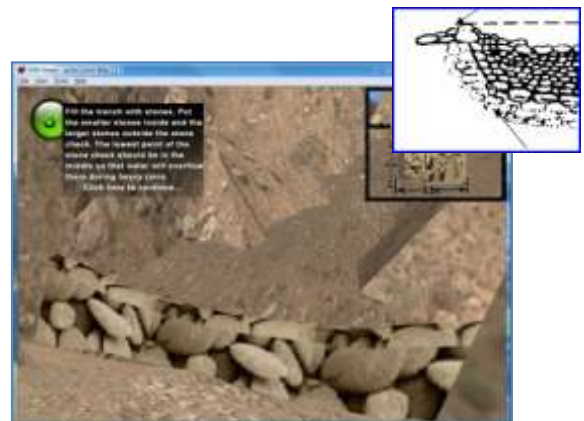 Fill the trench with stones. Put
the smaller stones inside and the
larger stones outside the stone
check. The lowest point of the
stone check should be in the
middle so that water will overflow
there during heavy rains.
Click here to continue...